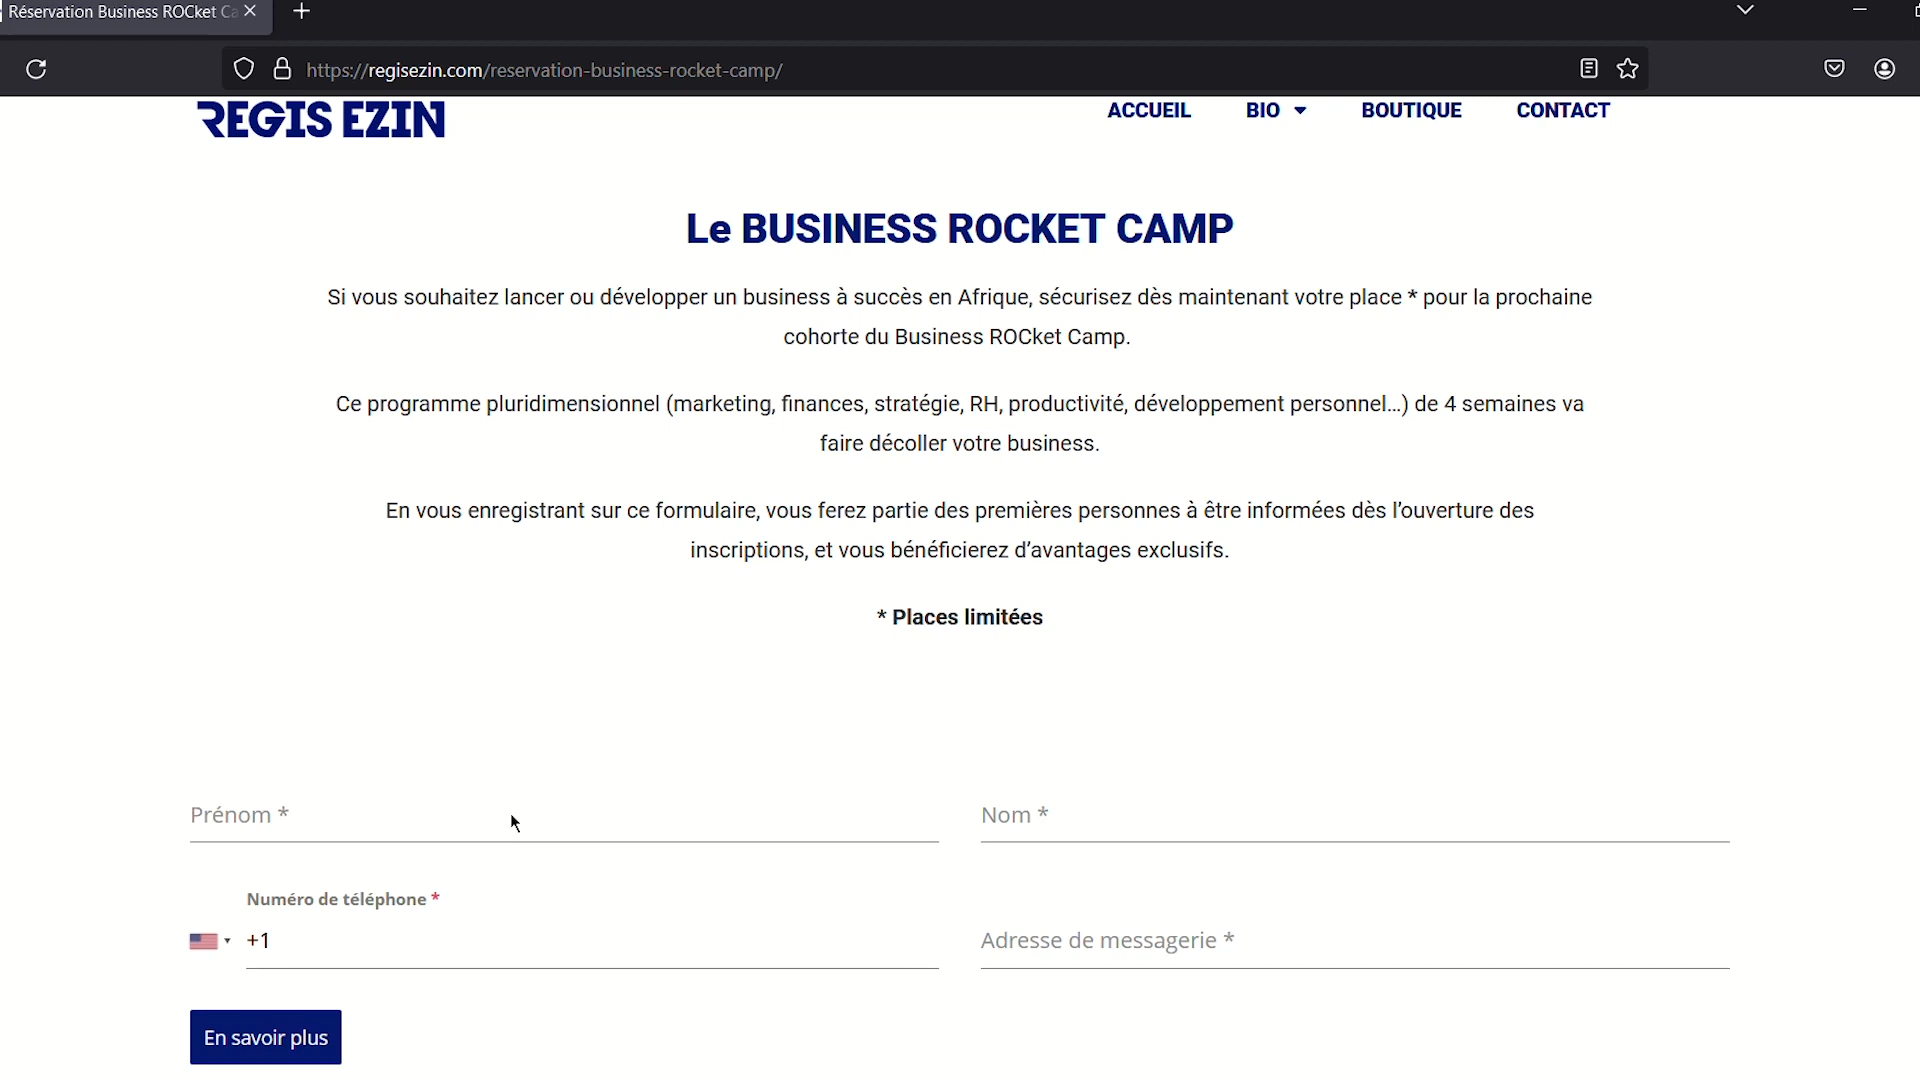 Réservation Business ROCket Ca
https://regisezin.com/reservation-business-rocket-camp/
REGIS EZIN
ACCUEIL
BIO
BOUTIQUE
CONTACT
Le BUSINESS ROCKET CAMP
Si vous souhaitez lancer ou développer un business à succès en Afrique, sécurisez dès maintenant votre place * pour la prochaine
cohorte du Business ROCket Camp.
Ce programme pluridimensionnel (marketing, finances, stratégie, RH, productivité, développement personnel...) de 4 semaines va
faire décoller votre business.
En vous enregistrant sur ce formulaire, vous ferez partie des premières personnes à être informées dès l’ouverture des
inscriptions, et vous bénéficierez d’avantages exclusifs.
* Places limitées
Prénom *
Nom *
Numéro de téléphone *
+1
Adresse de messagerie *
En savoir plus